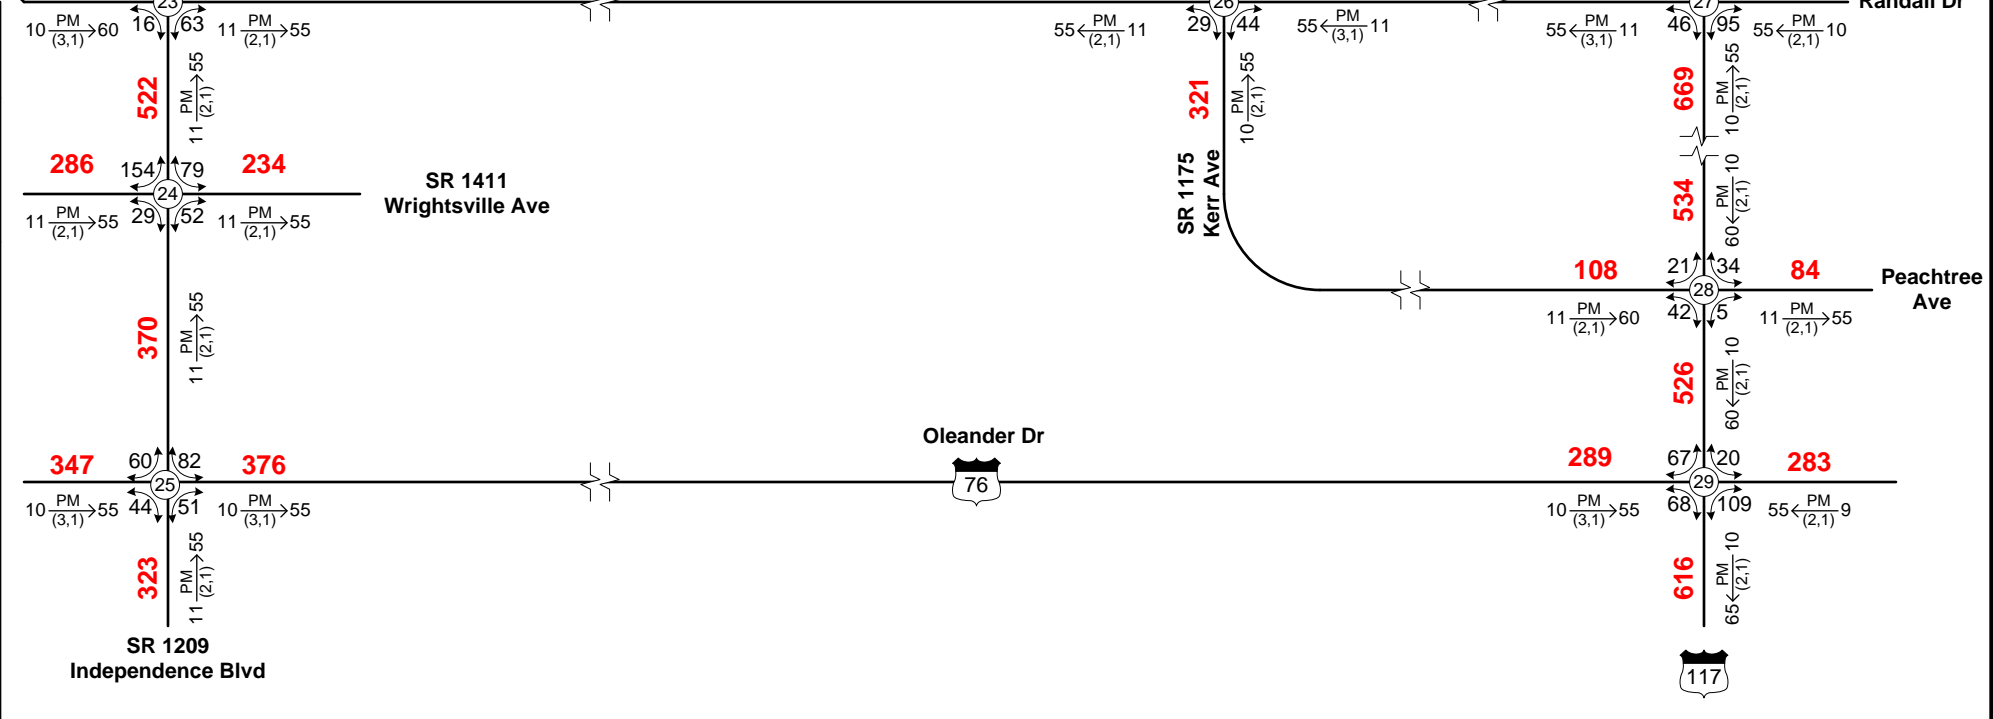 23
26
27
Randall Dr
16
63
29
44
46
95
10 PM (3,1) 60
11 PM (2,1) 55
55 PM (2,1) 11
55 PM (3,1) 11
55 PM (3,1) 11
55 PM (2,1) 10
522
11 PM (2,1) 55
321
10 PM (2,1) 55
669
10 PM (2,1) 55
286
154
79
234
24
29
52
11 PM (2,1) 55
11 PM (2,1) 55
SR 1411
Wrightsville Ave
SR 1175
Kerr Ave
534
60 PM (2,1) 10
108
21
34
84
28
42
5
Peachtree
Ave
11 PM (2,1) 60
11 PM (2,1) 55
370
11 PM (2,1) 55
526
60 PM (2,1) 10
Oleander Dr
76
347
60
82
376
25
44
51
10 PM (3,1) 55
10 PM (3,1) 55
289
67
20
283
29
68
109
10 PM (3,1) 55
55 PM (2,1) 9
323
11 PM (2,1) 55
616
65 PM (2,1) 10
SR 1209
Independence Blvd
117